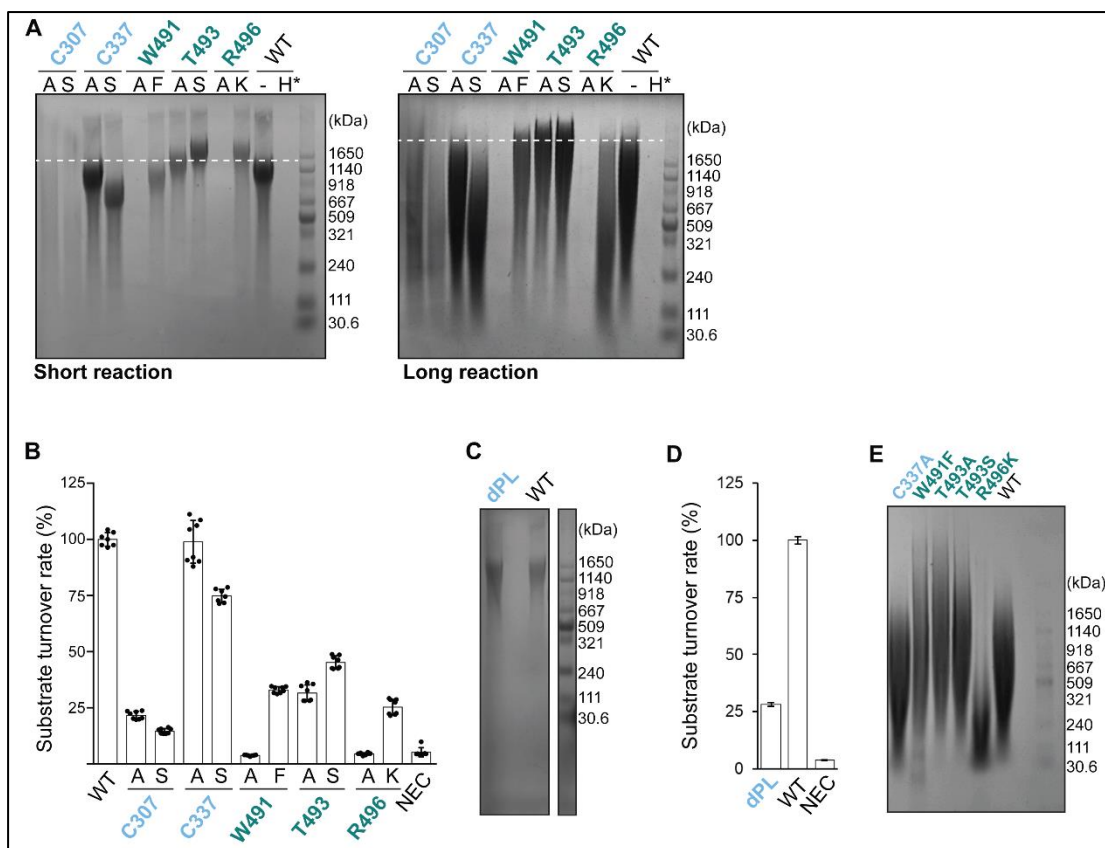 A
C307 C337 W491 T493 R496 WT
A S A S A F A S A K - H*
(kDa)
1650
1140
918
667
509
321
240
111
30.6
Short reaction
C307 C337 W491 T493 R496 WT
A S A S A F A S A K - H*
(kDa)
1650
1140
918
667
509
321
240
111
30.6
Long reaction
B
Substrate turnover rate (%)
125
100
75
50
25
WT A S A S A F A S A K NEC
C307 C337 W491 T493 R496
C
dPL WT
(kDa)
1650
1140
918
667
509
321
240
111
30.6
D
Substrate turnover rate (%)
125
100
75
50
25
0
dPL WT NEC
E
C337A W491F T493A T493S R496K WT
(kDa)
1650
1140
918
667
509
321
240
111
30.6